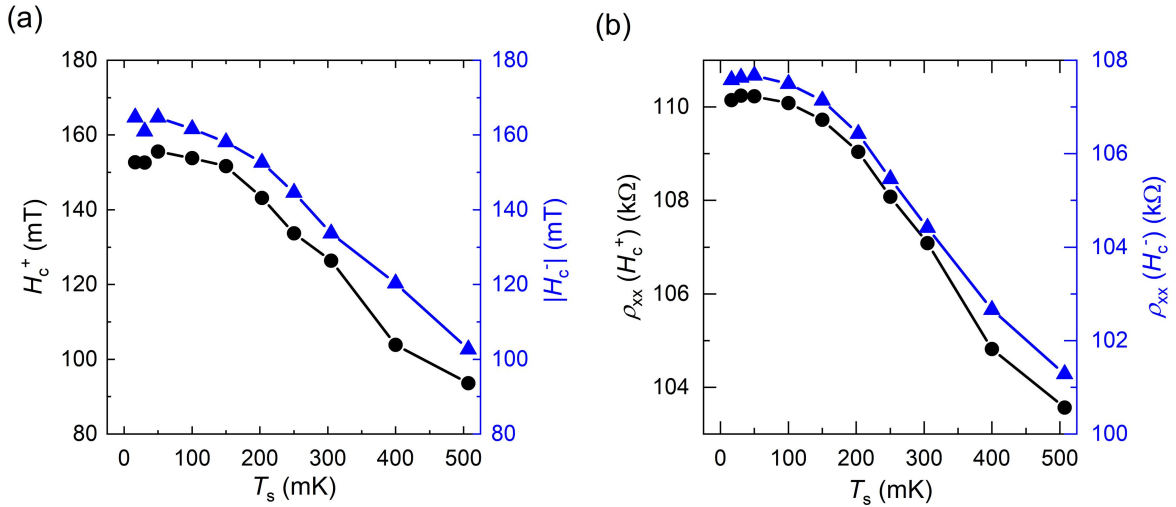 (a)
180
160
140
120
100
80
H_c^+ (mT)
180
160
140
120
100
80
|H_c^-| (mT)
0 100 200 300 400 500
T_s (mK)
(b)
110
108
106
104
ρ_xx (H_c^+) (kΩ)
108
106
104
102
100
ρ_xx (H_c^-) (kΩ)
0 100 200 300 400 500
T_s (mK)